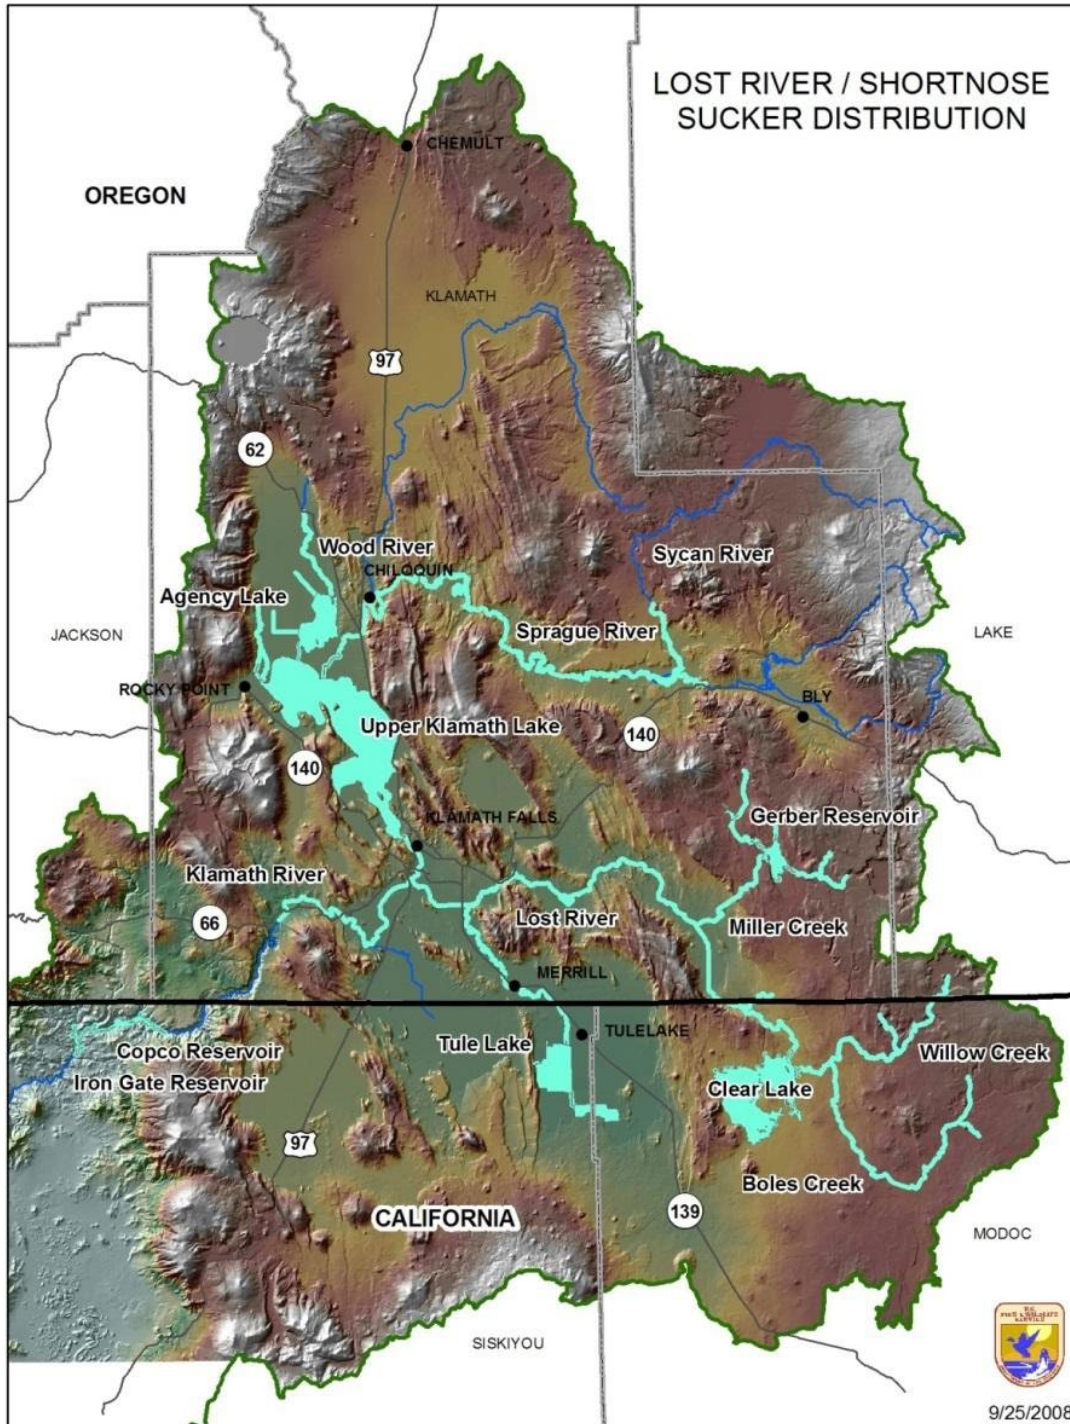 LOST RIVER / SHORTNOSE
SUCKER DISTRIBUTION
CHEMULT
OREGON
KLAMATH
97
62
Wood River
CHILOQUIN
Sycan River
Agency Lake
Sprague River
JACKSON
LAKE
ROCKY POINT
BLY
Upper Klamath Lake
140
140
Gerber Reservoir
KLAMATH FALLS
Klamath River
66
Lost River
Miller Creek
MERRILL
TULELAKE
Tule Lake
Copco Reservoir
Willow Creek
Iron Gate Reservoir
Clear Lake
97
Boles Creek
CALIFORNIA
139
MODOC
SISKIYOU
U.S.
FISH & WILDLIFE
SERVICE
9/25/2008